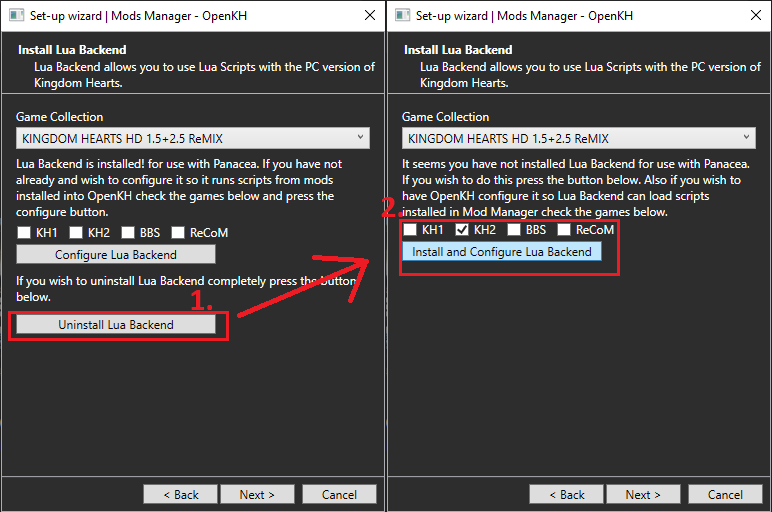 Set-up wizard | Mods Manager - OpenKH
Install Lua Backend
Lua Backend allows you to use Lua Scripts with the PC version of
Kingdom Hearts.
Game Collection
KINGDOM HEARTS HD 1.5+2.5 ReMIX
Lua Backend is installed! for use with Panacea. If you have not
already and wish to configure it so it runs scripts from mods
installed into OpenKH check the games below and press the
configure button.
KH1 KH2 BBS ReCoM
Configure Lua Backend
If you wish to uninstall Lua Backend completely press the button
below.
1.
Uninstall Lua Backend
< Back Next > Cancel
Set-up wizard | Mods Manager - OpenKH
Install Lua Backend
Lua Backend allows you to use Lua Scripts with the PC version of
Kingdom Hearts.
Game Collection
KINGDOM HEARTS HD 1.5+2.5 ReMIX
It seems you have not installed Lua Backend for use with Panacea.
If you wish to do this press the button below. Also if you wish to
have OpenKH configure it so Lua Backend can load scripts
installed in Mod Manager check the games below.
2.
KH1 KH2 BBS ReCoM
Install and Configure Lua Backend
< Back Next > Cancel